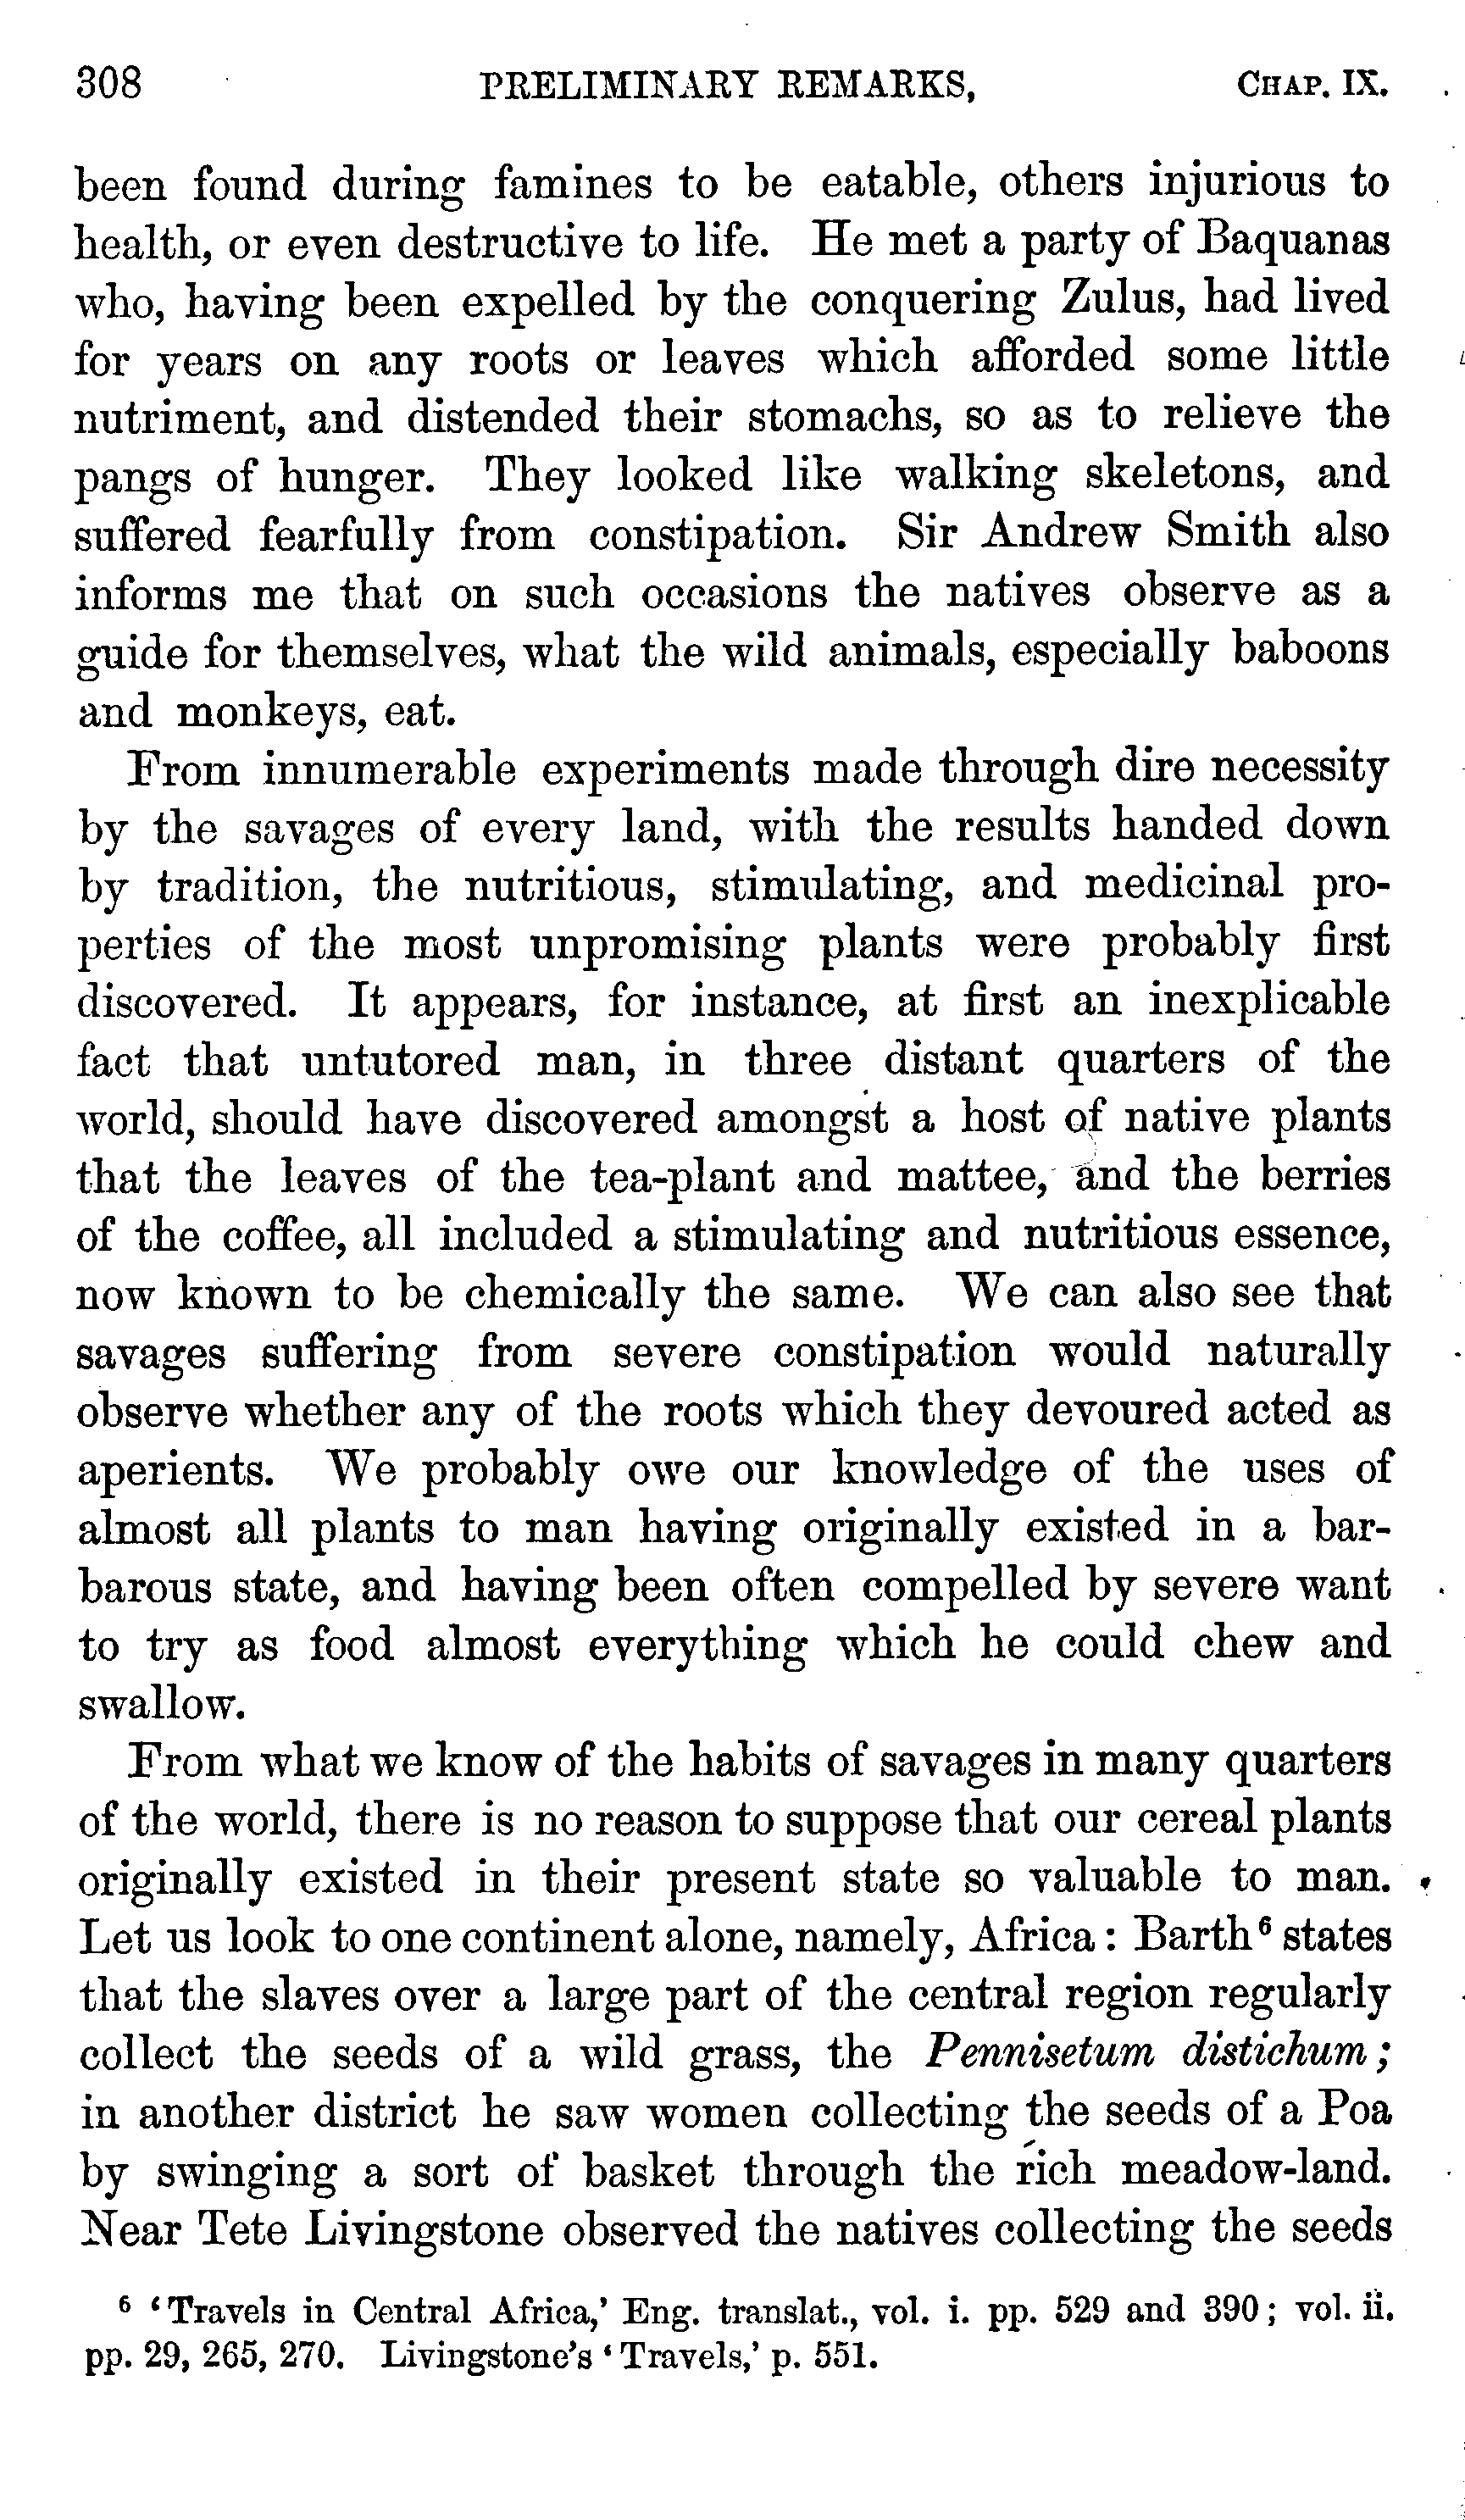 308 PRELIMINARY REMARKS, CHAP. IX.
been found during famines to be eatable, others injurious to
health, or even destructive to life. He met a party of Baquanas
who, having been expelled by the conquering Zulus, had lived
for years on any roots or leaves which afforded some little
nutriment, and distended their stomachs, so as to relieve the
pangs of hunger. They looked like walking skeletons, and
suffered fearfully from constipation. Sir Andrew Smith also
informs me that on such occasions the natives observe as a
guide for themselves, what the wild animals, especially baboons
and monkeys, eat.
From innumerable experiments made through dire necessity
by the savages of every land, with the results handed down
by tradition, the nutritious, stimulating, and medicinal pro-
perties of the most unpromising plants were probably first
discovered. It appears, for instance, at first an inexplicable
fact that untutored man, in three distant quarters of the
world, should have discovered amongst a host of native plants
that the leaves of the tea-plant and mattee, and the berries
of the coffee, all included a stimulating and nutritious essence,
now known to be chemically the same. We can also see that
savages suffering from severe constipation would naturally
observe whether any of the roots which they devoured acted as
aperients. We probably owe our knowledge of the uses of
almost all plants to man having originally existed in a bar-
barous state, and having been often compelled by severe want
to try as food almost everything which he could chew and
swallow.
From what we know of the habits of savages in many quarters
of the world, there is no reason to suppose that our cereal plants
originally existed in their present state so valuable to man.
Let us look to one continent alone, namely, Africa : Barth⁶ states
that the slaves over a large part of the central region regularly
collect the seeds of a wild grass, the Pennisetum distichum ;
in another district he saw women collecting the seeds of a Poa
by swinging a sort of basket through the rich meadow-land.
Near Tete Livingstone observed the natives collecting the seeds
⁶ ‘Travels in Central Africa,’ Eng. translat., vol. i. pp. 529 and 390 ; vol. ii.
pp. 29, 265, 270. Livingstone’s ‘Travels,’ p. 551.